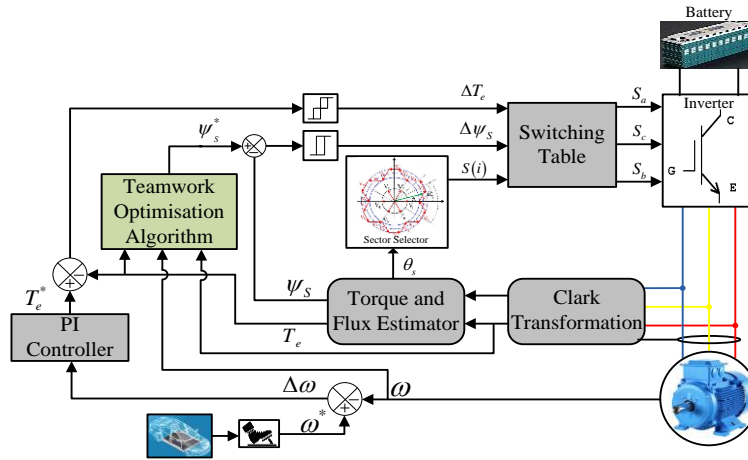 Battery
ΔT_e
S_a
Inverter
C
ψ_s^*
Δψ_S
Switching
Table
S_c
G
S(i)
S_b
E
Teamwork
Optimisation
Algorithm
Sector Selector
θ_s
T_e^*
ψ_S
Torque and
Flux Estimator
Clark
Transformation
PI
Controller
T_e
Δω
ω
ω^*